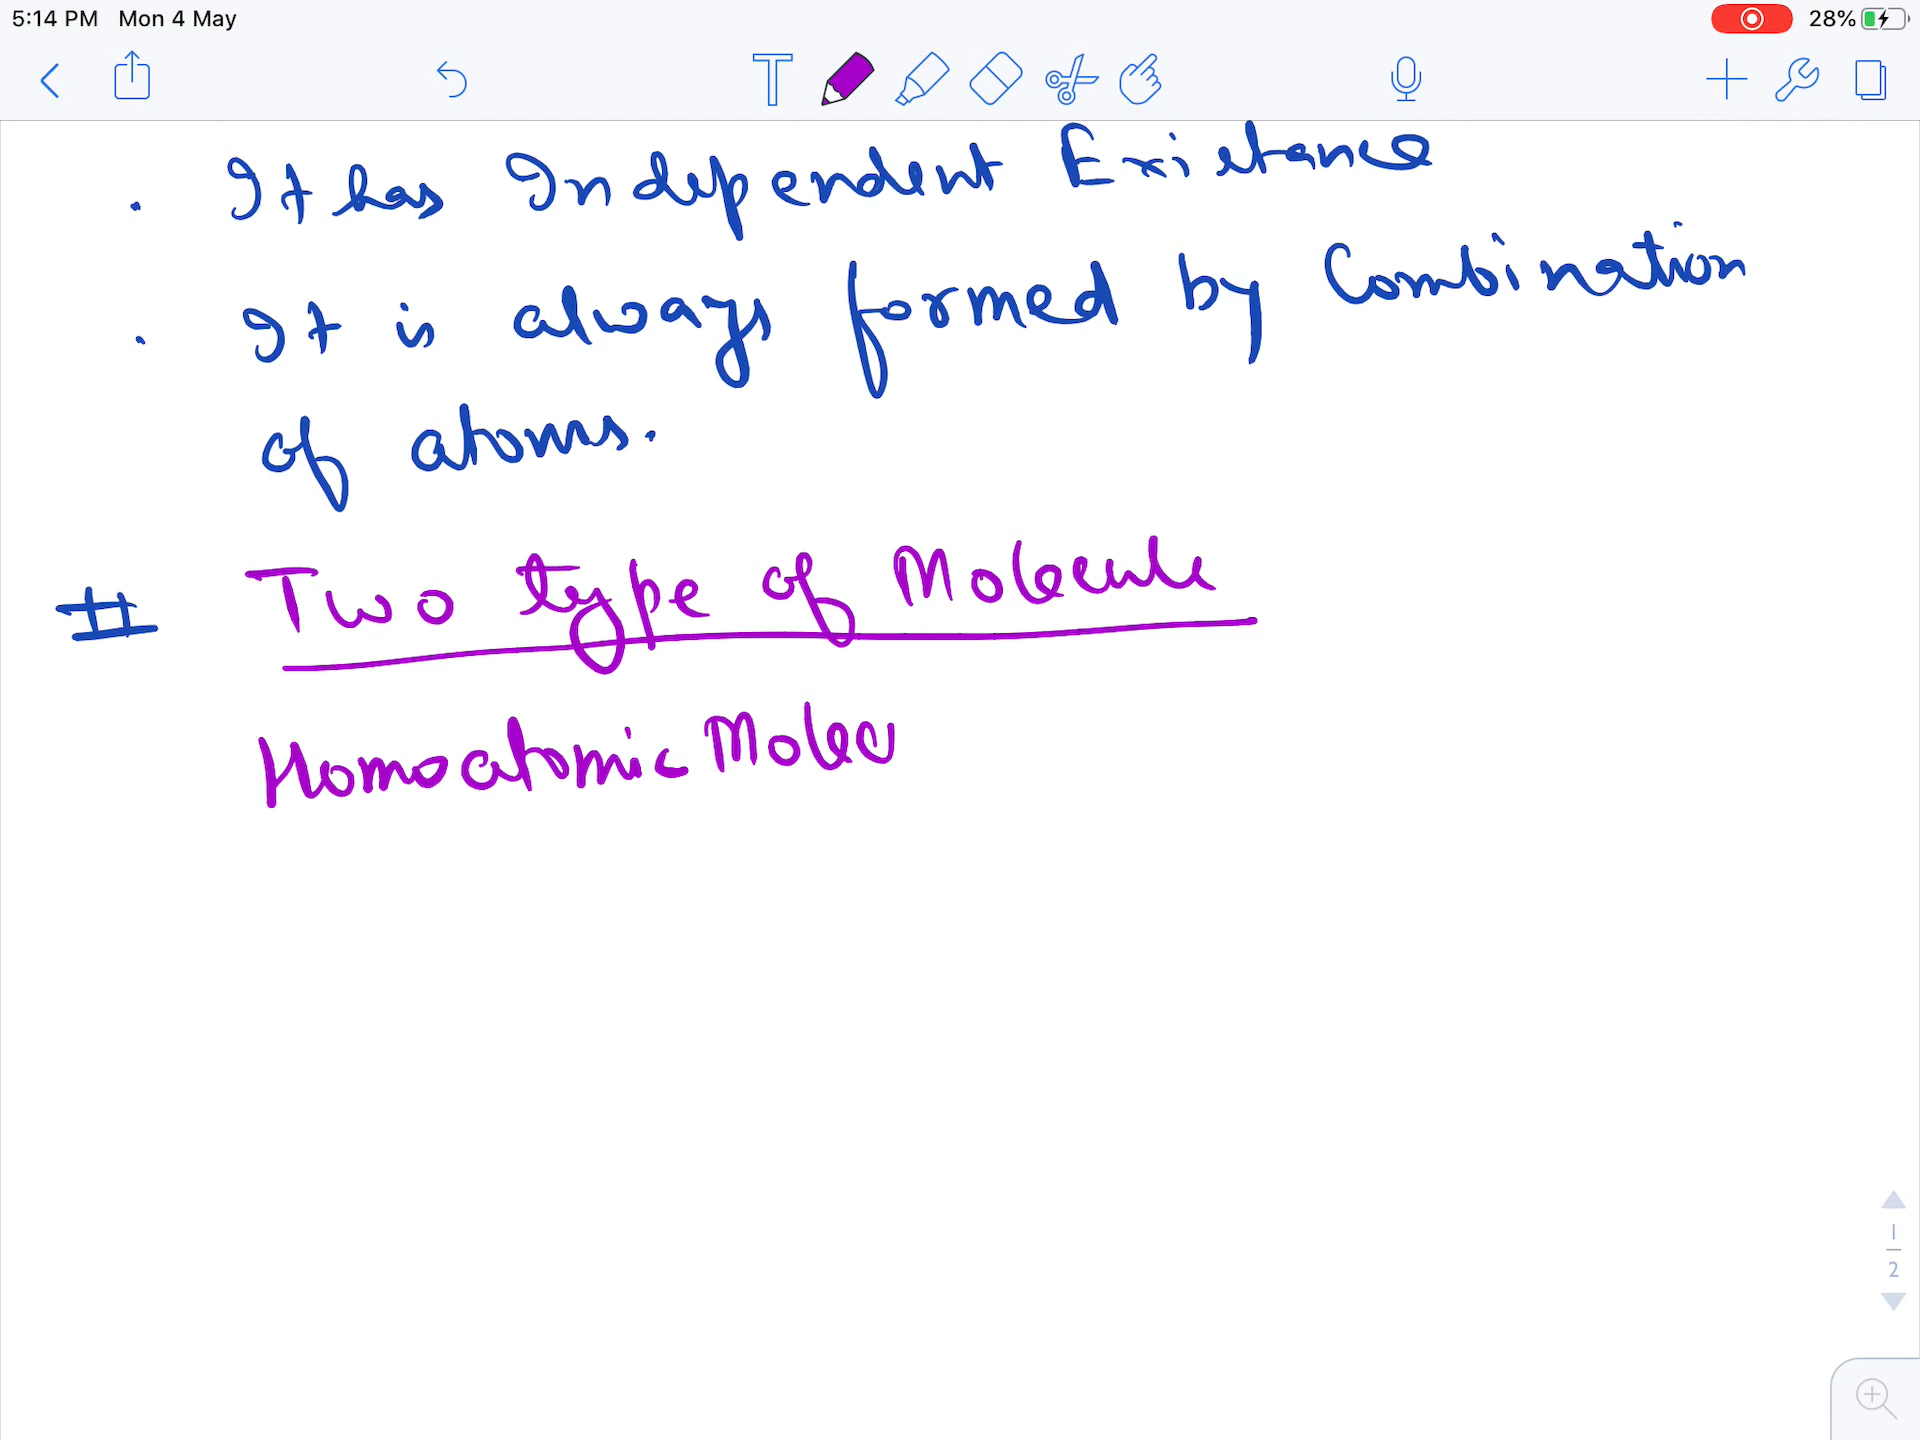 5:14 PM Mon 4 May 28%
. It has Independent Existance
. It is always formed by Combination
of atoms.
# Two type of Molecule
Homoatomic Molec
1
2